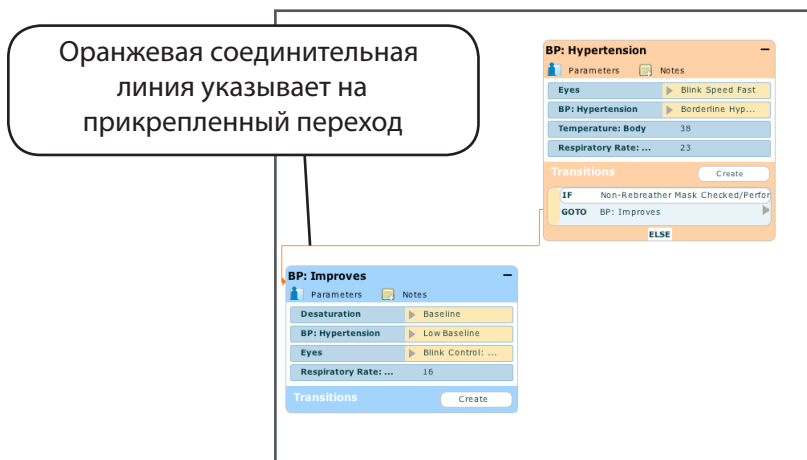 Оранжевая соединительная
линия указывает на
прикрепленный переход
BP: Hypertension –
Parameters Notes
Eyes Blink Speed Fast
BP: Hypertension Borderline Hyp...
Temperature: Body 38
Respiratory Rate: ... 23
Transitions Create
IF Non-Rebreather Mask Checked/Perfor
GOTO BP: Improves
ELSE
BP: Improves –
Parameters Notes
Desaturation Baseline
BP: Hypertension Low Baseline
Eyes Blink Control: ...
Respiratory Rate: ... 16
Transitions Create